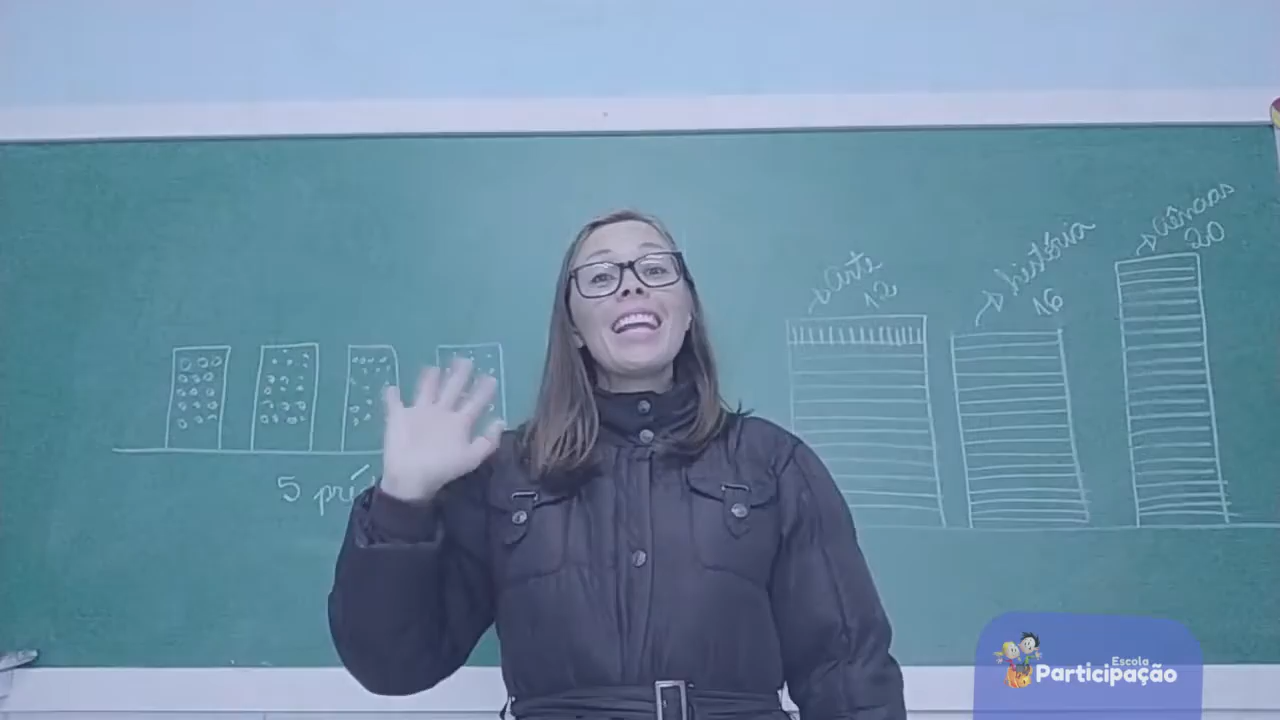 5
arte
12
história
16
ciências
20
Escola
Participação